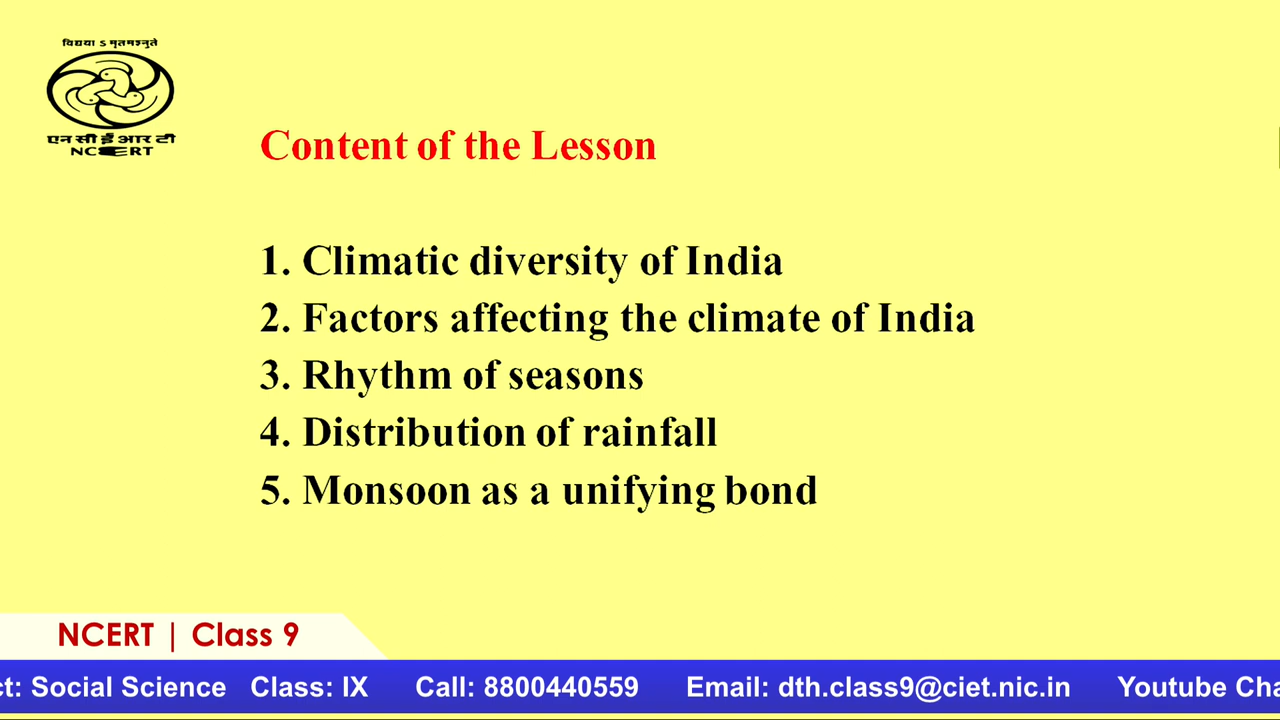 विद्यया ऽ मृतमश्नुते
एन सी ई आर टी
NCERT
Content of the Lesson
1. Climatic diversity of India
2. Factors affecting the climate of India
3. Rhythm of seasons
4. Distribution of rainfall
5. Monsoon as a unifying bond
NCERT | Class 9
ct: Social Science Class: IX Call: 8800440559 Email: dth.class9@ciet.nic.in Youtube Cha